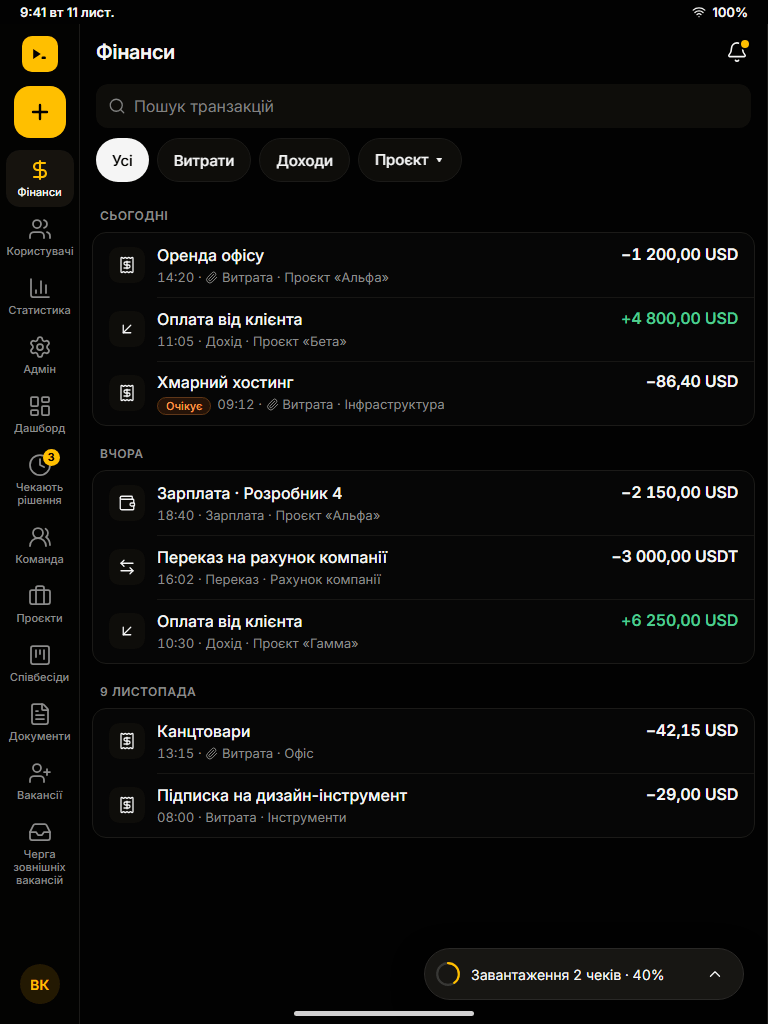 9:41 вт 11 лист.
100%
Фінанси
Користувачі
Статистика
Адмін
Дашборд
3
Чекають
рішення
Команда
Проєкти
Співбесіди
Документи
Вакансії
Черга
зовнішніх
вакансій
ВК
Фінанси
Пошук транзакцій
Усі
Витрати
Доходи
Проєкт
СЬОГОДНІ
Оренда офісу
−1 200,00 USD
14:20 · Витрата · Проєкт «Альфа»
Оплата від клієнта
+4 800,00 USD
11:05 · Дохід · Проєкт «Бета»
Хмарний хостинг
−86,40 USD
Очікує 09:12 · Витрата · Інфраструктура
ВЧОРА
Зарплата · Розробник 4
−2 150,00 USD
18:40 · Зарплата · Проєкт «Альфа»
Переказ на рахунок компанії
−3 000,00 USDT
16:02 · Переказ · Рахунок компанії
Оплата від клієнта
+6 250,00 USD
10:30 · Дохід · Проєкт «Гамма»
9 ЛИСТОПАДА
Канцтовари
−42,15 USD
13:15 · Витрата · Офіс
Підписка на дизайн-інструмент
−29,00 USD
08:00 · Витрата · Інструменти
Завантаження 2 чеків · 40%